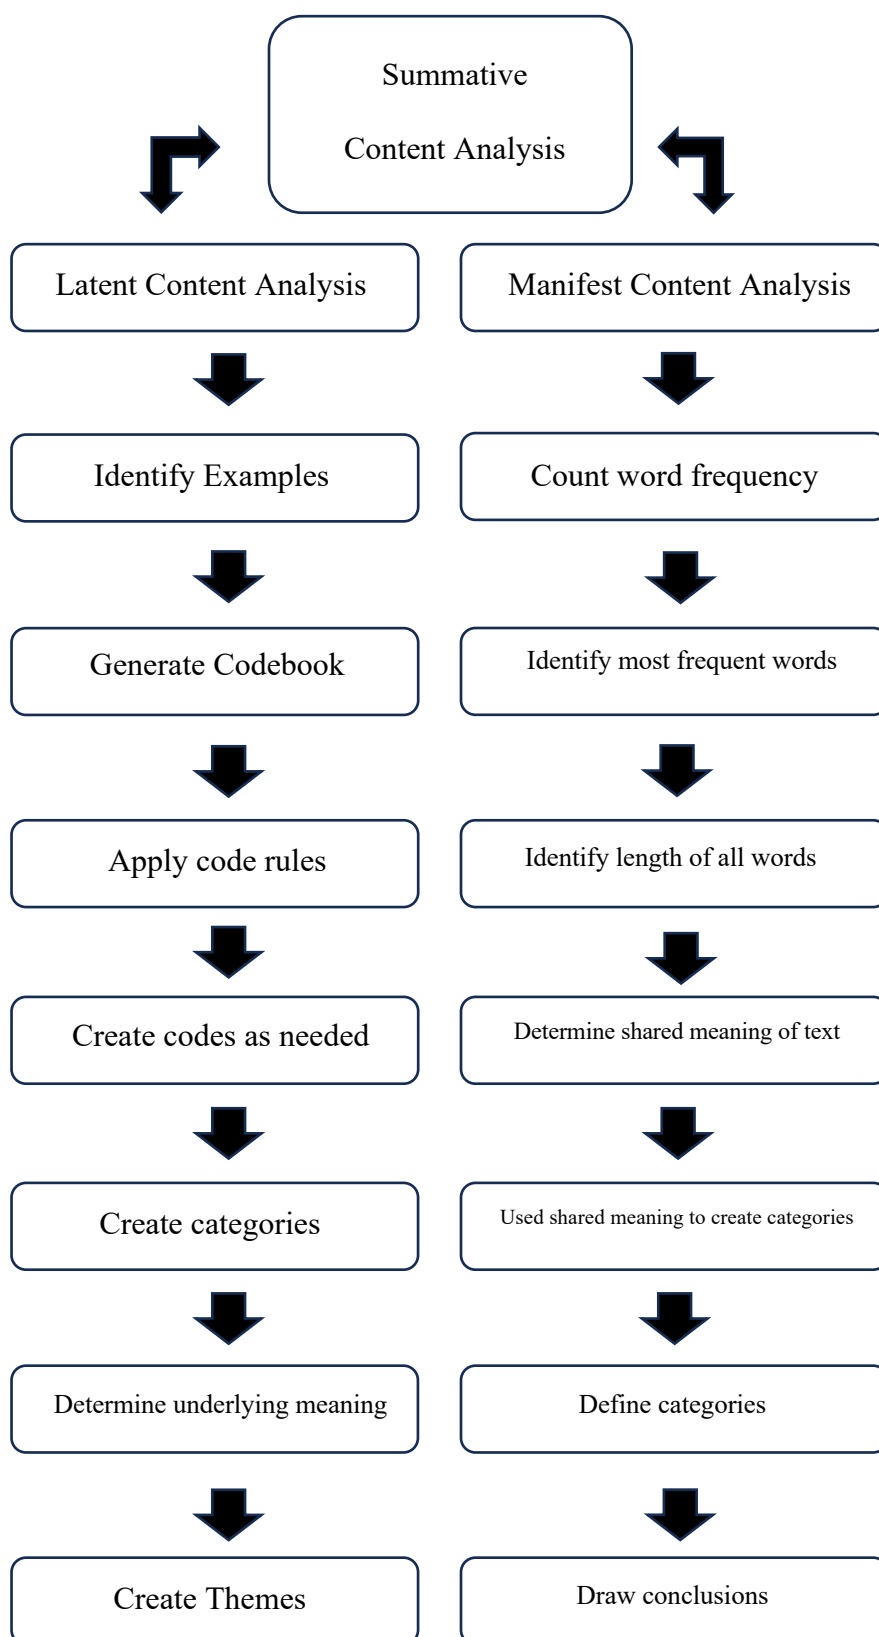 Summative
Content Analysis
Latent Content Analysis
Manifest Content Analysis
Identify Examples
Count word frequency
Generate Codebook
Identify most frequent words
Apply code rules
Identify length of all words
Create codes as needed
Determine shared meaning of text
Create categories
Used shared meaning to create categories
Determine underlying meaning
Define categories
Create Themes
Draw conclusions